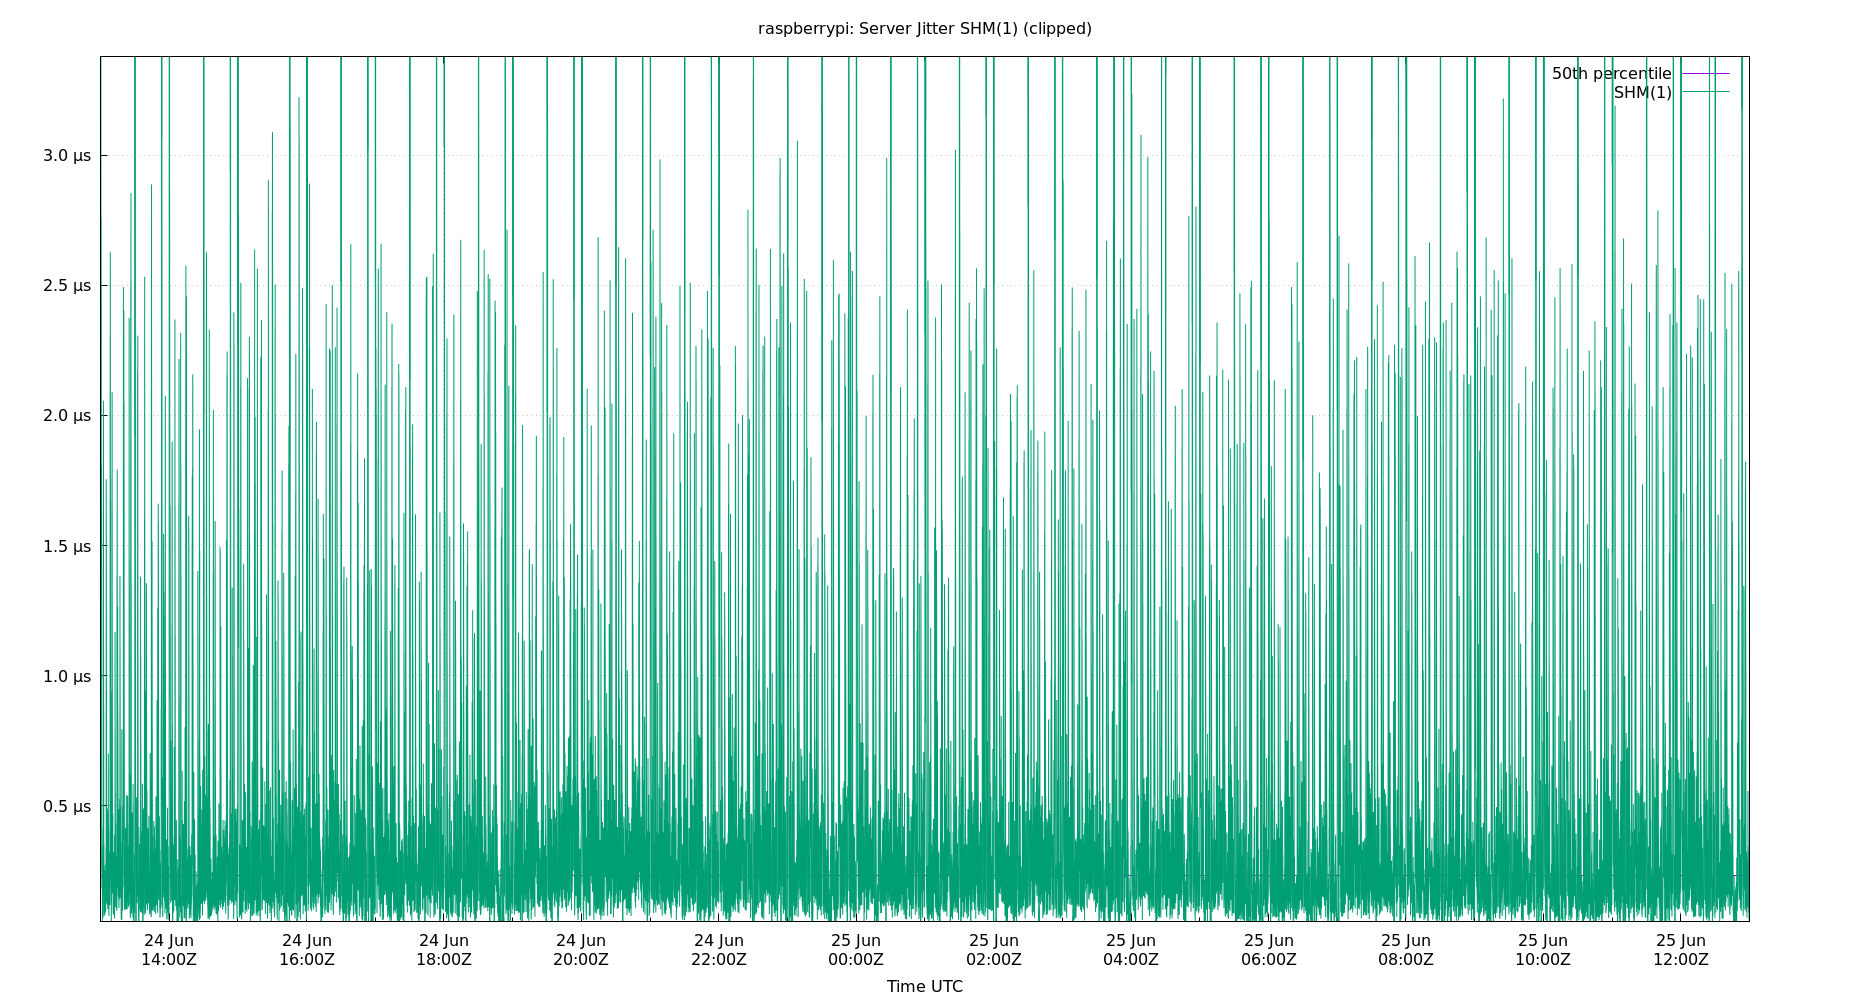 raspberrypi: Server Jitter SHM(1) (clipped)
50th percentile
SHM(1)
3.0 µs
2.5 µs
2.0 µs
1.5 µs
1.0 µs
0.5 µs
24 Jun 24 Jun 24 Jun 24 Jun 24 Jun 25 Jun 25 Jun 25 Jun 25 Jun 25 Jun 25 Jun 25 Jun
14:00Z 16:00Z 18:00Z 20:00Z 22:00Z 00:00Z 02:00Z 04:00Z 06:00Z 08:00Z 10:00Z 12:00Z
Time UTC